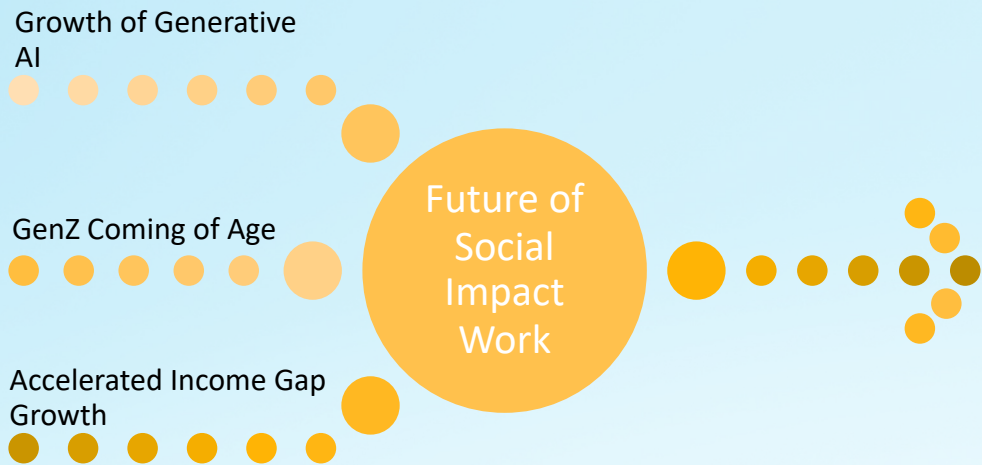 Growth of Generative
AI
GenZ Coming of Age
Accelerated Income Gap
Growth
Future of
Social
Impact
Work